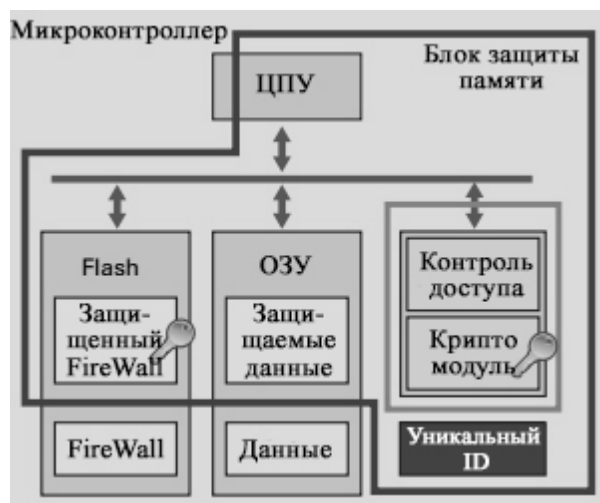 Микроконтроллер
Блок защиты
памяти
ЦПУ
Flash
ОЗУ
Контроль
доступа
Защи-
щенный
FireWall
Защи-
щаемые
данные
Крипто
модуль
FireWall
Данные
Уникальный
ID